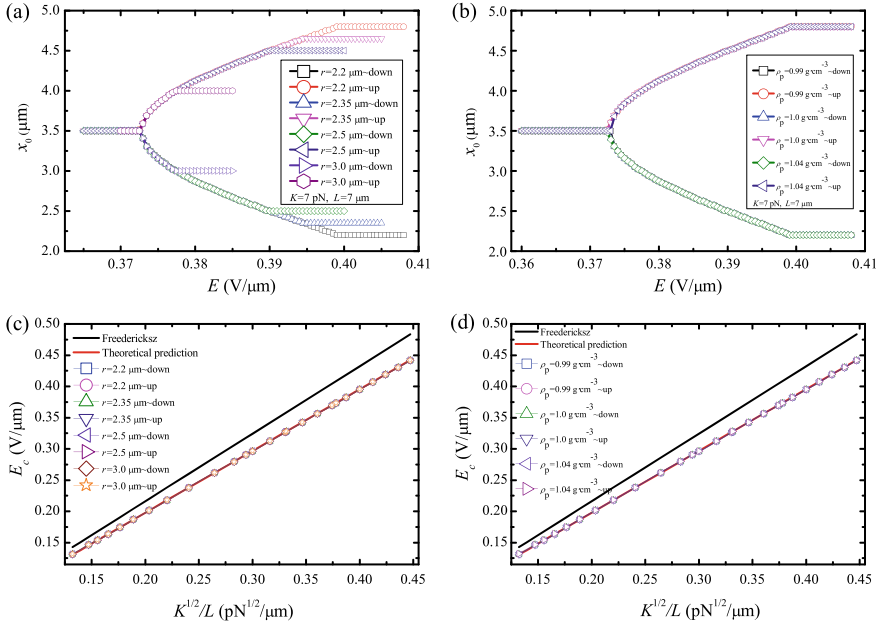 (a)
5.0
4.5
4.0
3.5
3.0
2.5
2.0
x₀ (μm)
r=2.2 μm~down
r=2.2 μm~up
r=2.35 μm~down
r=2.35 μm~up
r=2.5 μm~down
r=2.5 μm~up
r=3.0 μm~down
r=3.0 μm~up
K=7 pN, L=7 μm
0.37 0.38 0.39 0.40 0.41
E (V/μm)
(b)
5.0
4.5
4.0
3.5
3.0
2.5
2.0
x₀ (μm)
ρₚ=0.99 g·cm⁻³~down
ρₚ=0.99 g·cm⁻³~up
ρₚ=1.0 g·cm⁻³~down
ρₚ=1.0 g·cm⁻³~up
ρₚ=1.04 g·cm⁻³~down
ρₚ=1.04 g·cm⁻³~up
K=7 pN, L=7 μm
0.36 0.37 0.38 0.39 0.40 0.41
E (V/μm)
(c)
0.50
0.45
0.40
0.35
0.30
0.25
0.20
0.15
E_c (V/μm)
Freedericksz
Theoretical prediction
r=2.2 μm~down
r=2.2 μm~up
r=2.35 μm~down
r=2.35 μm~up
r=2.5 μm~down
r=2.5 μm~up
r=3.0 μm~down
r=3.0 μm~up
0.15 0.20 0.25 0.30 0.35 0.40 0.45
K^1/2/L (pN^1/2/μm)
(d)
0.50
0.45
0.40
0.35
0.30
0.25
0.20
0.15
E_c (V/μm)
Freedericksz
Theoretical prediction
ρₚ=0.99 g·cm⁻³~down
ρₚ=0.99 g·cm⁻³~up
ρₚ=1.0 g·cm⁻³~down
ρₚ=1.0 g·cm⁻³~up
ρₚ=1.04 g·cm⁻³~down
ρₚ=1.04 g·cm⁻³~up
0.15 0.20 0.25 0.30 0.35 0.40 0.45
K^1/2/L (pN^1/2/μm)